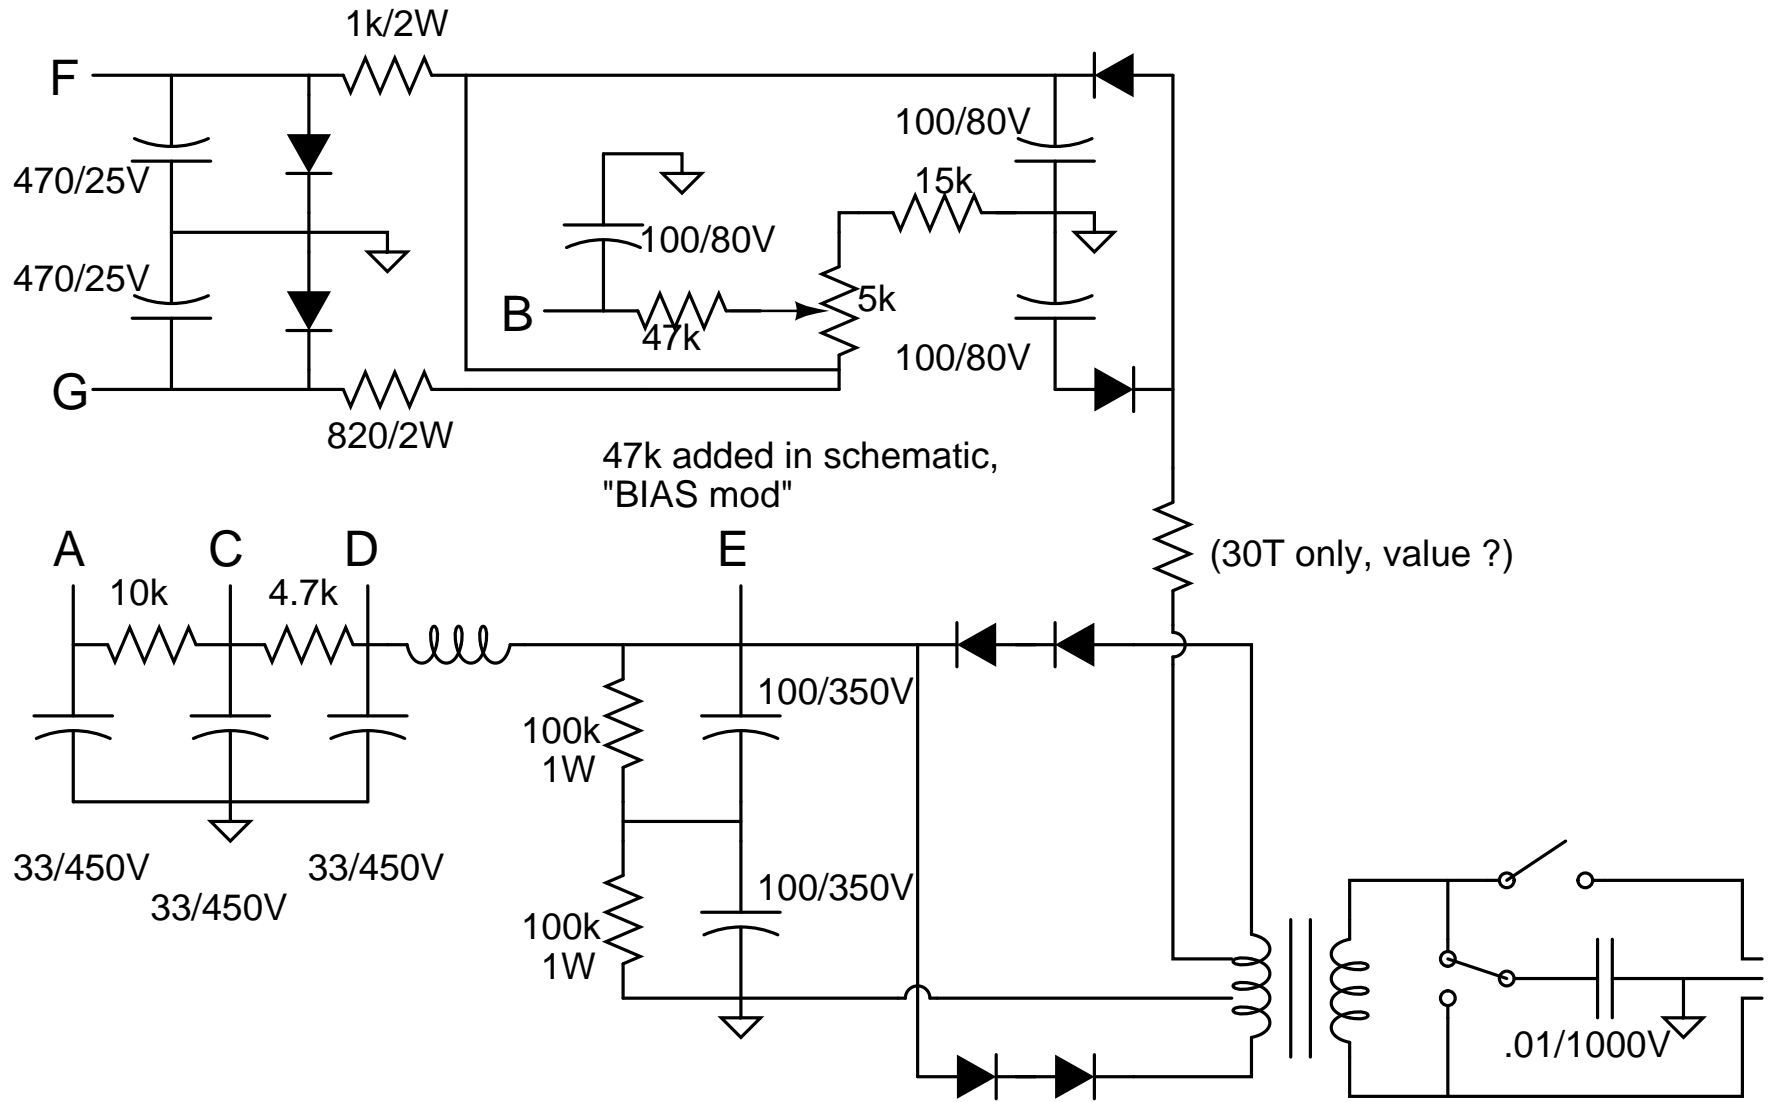 1k/2W
F
100/80V
470/25V
15k
100/80V
470/25V
B
5k
47k
100/80V
G
820/2W
47k added in schematic,
"BIAS mod"
A
C
D
E
(30T only, value ?)
10k
4.7k
100/350V
100k
1W
33/450V
33/450V
33/450V
100/350V
100k
1W
.01/1000V